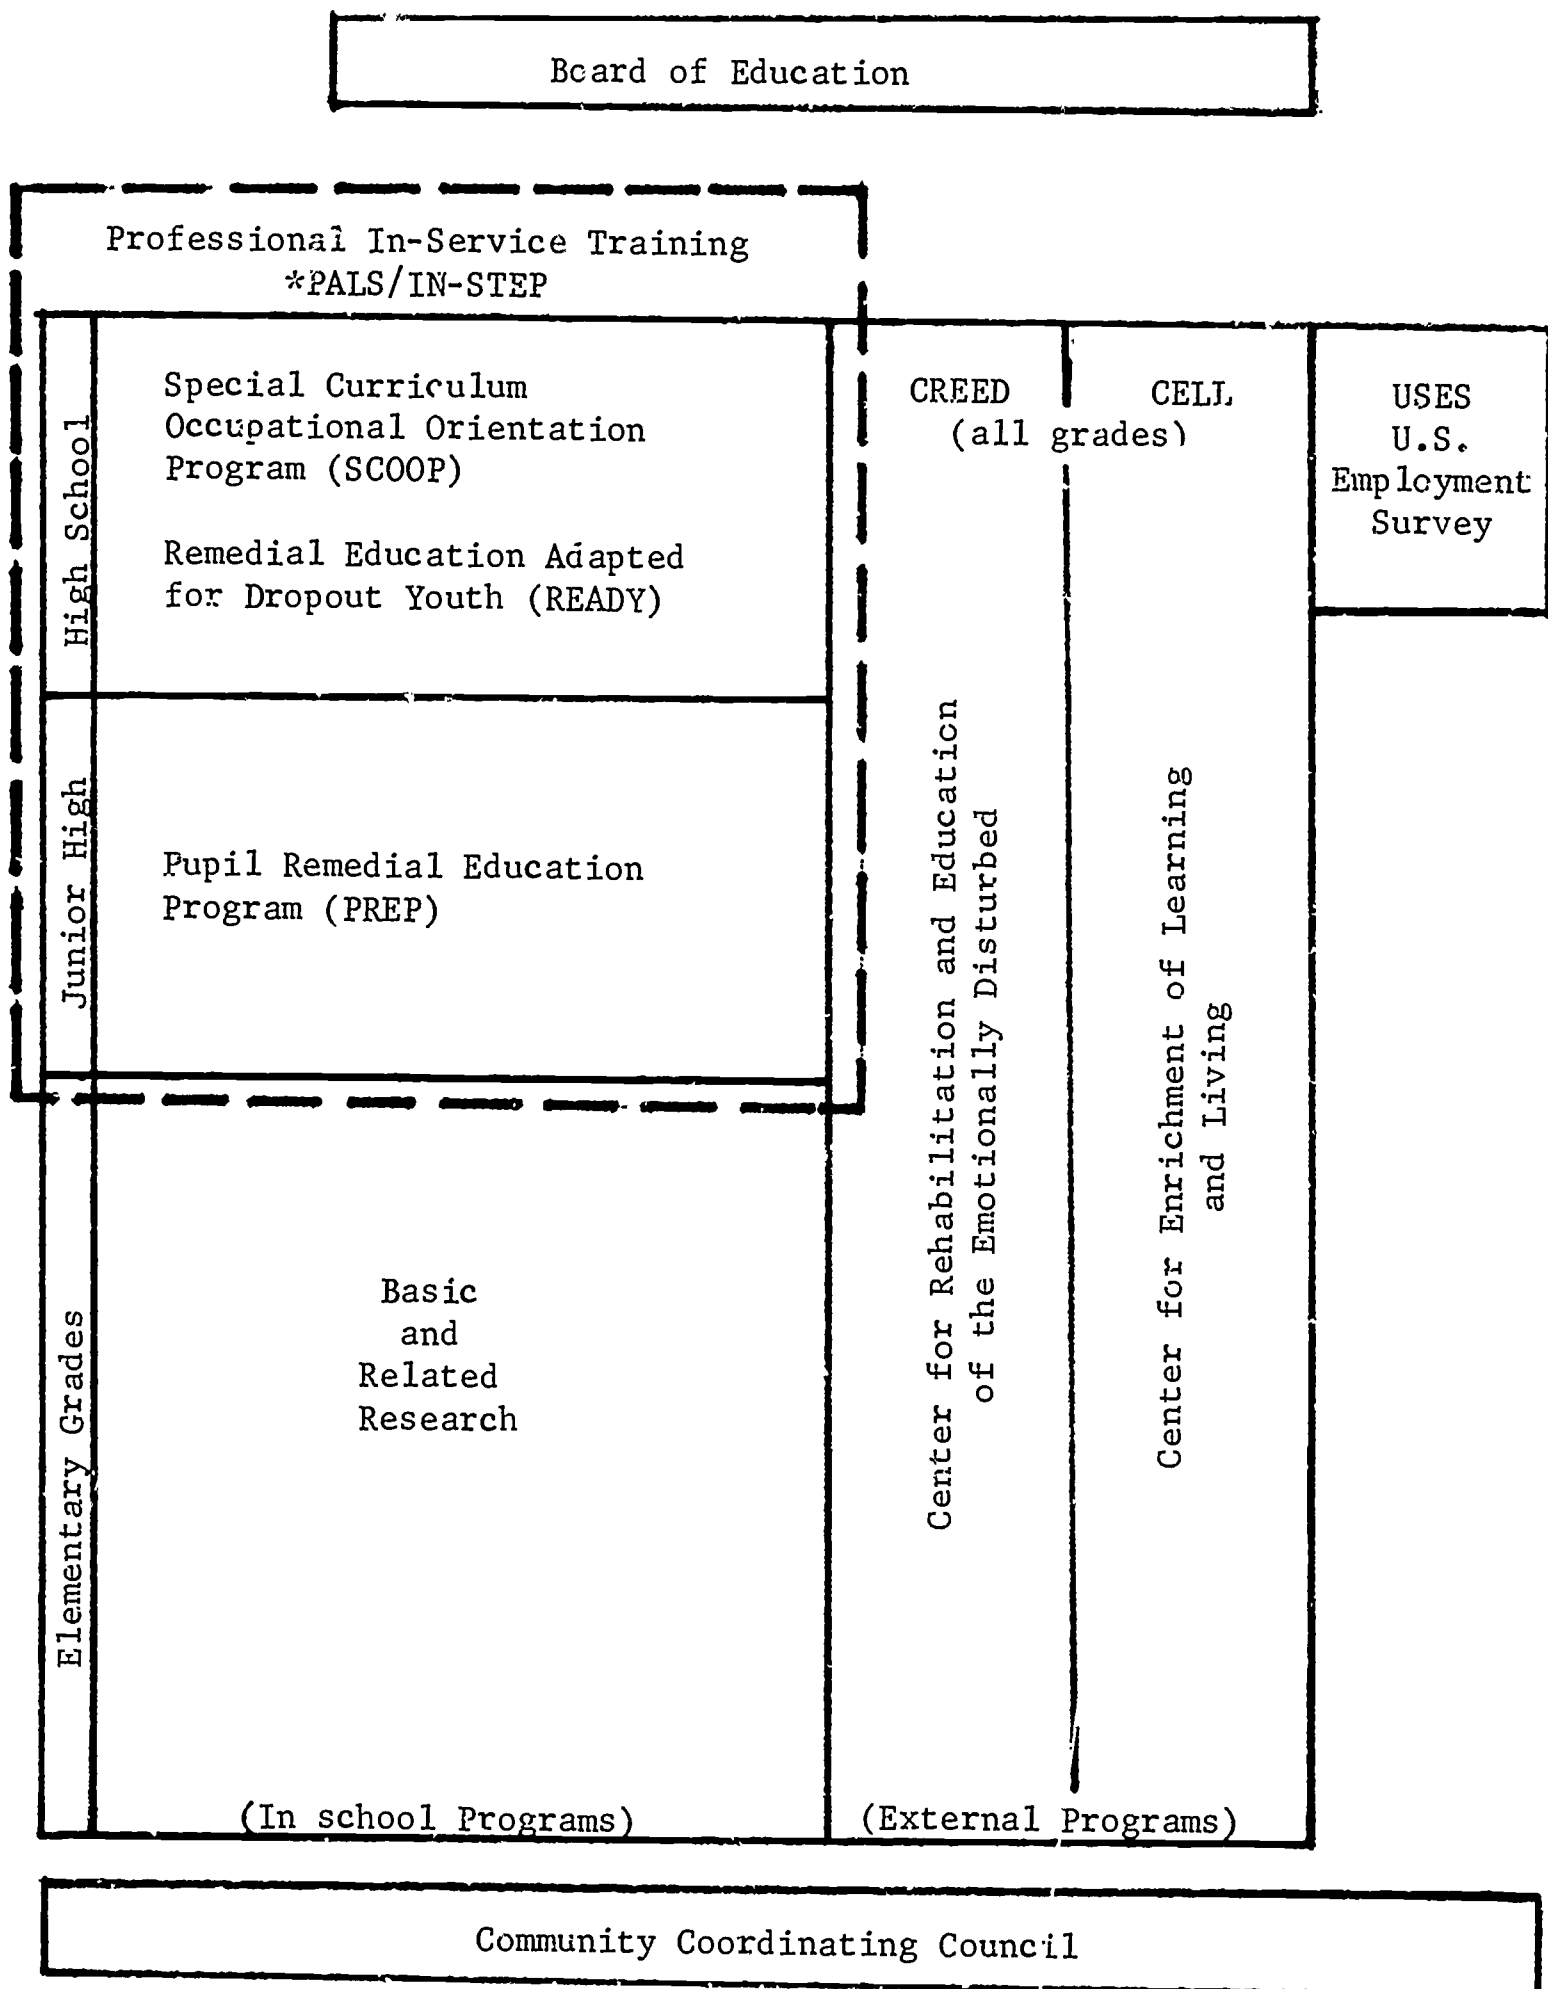 Board of Education
Professional In-Service Training
*PALS/IN-STEP
High School
Special Curriculum
Occupational Orientation
Program (SCOOP)
Remedial Education Adapted
for Dropout Youth (READY)
CREED
CELL
(all grades)
USES
U.S.
Employment
Survey
Junior High
Pupil Remedial Education
Program (PREP)
Center for Rehabilitation and Education
of the Emotionally Disturbed
Center for Enrichment of Learning
and Living
Elementary Grades
Basic
and
Related
Research
(In school Programs)
(External Programs)
Community Coordinating Council